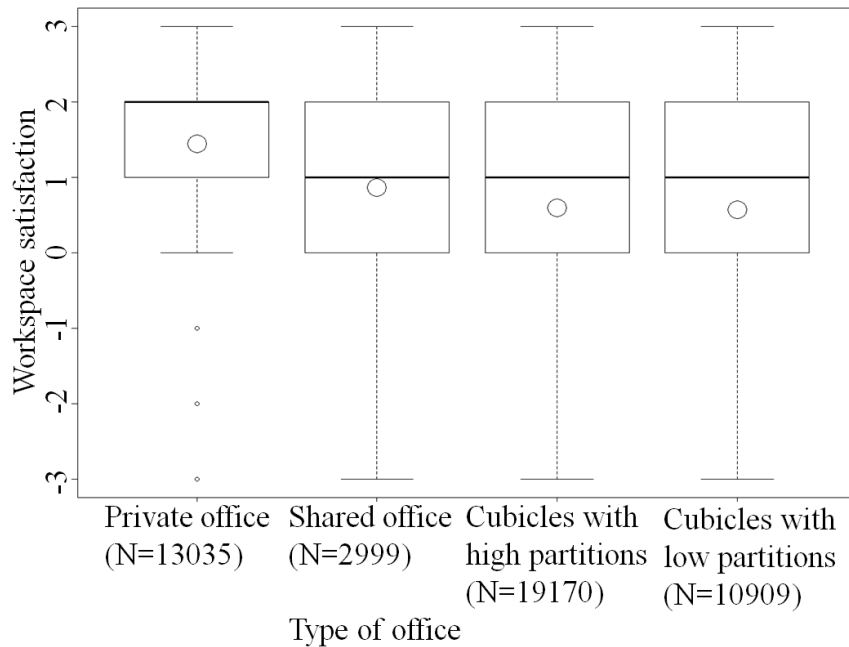 Workspace satisfaction
3
2
1
0
-1
-2
-3
Private office
(N=13035)
Shared office
(N=2999)
Cubicles with
high partitions
(N=19170)
Cubicles with
low partitions
(N=10909)
Type of office